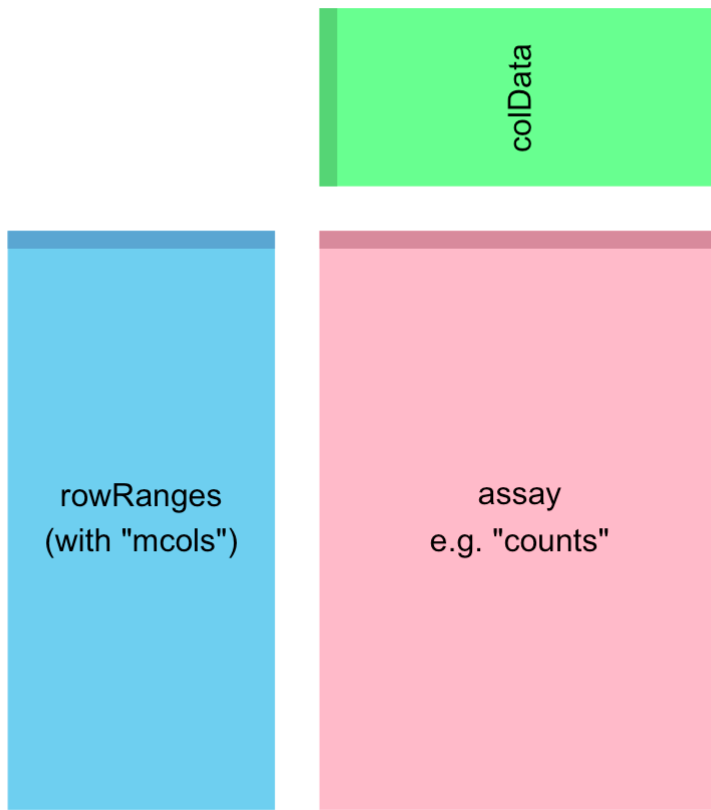 colData
rowRanges
(with "mcols")
assay
e.g. "counts"